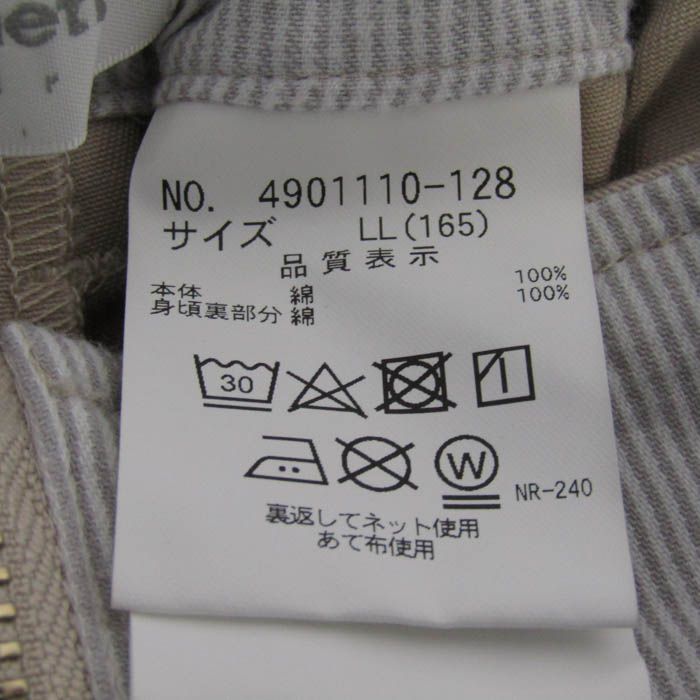 NO. 4901110-128
サイズ LL(165)
品質表示
本体 綿 100%
身頃裏部分 綿 100%
30
W
NR-240
裏返してネット使用
あて布使用